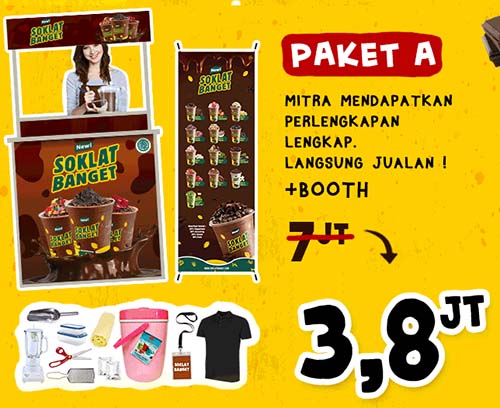 SOKLAT
BANGET
New!
SOKLAT
BANGET
New!
SOKLAT
BANGET
SOKLAT
BANGET
SOKLAT
BANGET
PAKET A
MITRA MENDAPATKAN
PERLENGKAPAN
LENGKAP.
LANGSUNG JUALAN !
+BOOTH
7JT
3,8JT